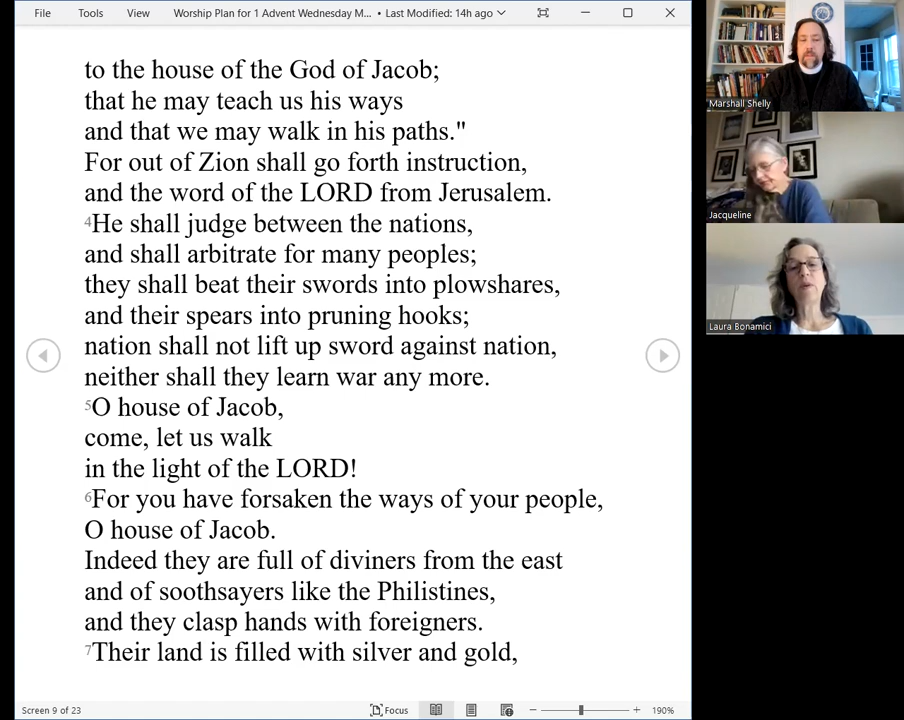 File Tools View Worship Plan for 1 Advent Wednesday M... • Last Modified: 14h ago
to the house of the God of Jacob;
that he may teach us his ways
and that we may walk in his paths."
For out of Zion shall go forth instruction,
and the word of the LORD from Jerusalem.
4He shall judge between the nations,
and shall arbitrate for many peoples;
they shall beat their swords into plowshares,
and their spears into pruning hooks;
nation shall not lift up sword against nation,
neither shall they learn war any more.
5O house of Jacob,
come, let us walk
in the light of the LORD!
6For you have forsaken the ways of your people,
O house of Jacob.
Indeed they are full of diviners from the east
and of soothsayers like the Philistines,
and they clasp hands with foreigners.
7Their land is filled with silver and gold,
Screen 9 of 23 Focus 190%
Marshall Shelly
Jacqueline
Laura Bonamici